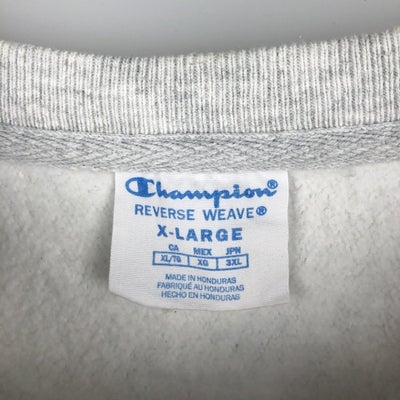 Champion®
REVERSE WEAVE®
X-LARGE
CA MEX JPN
XL/TG XG 3XL
MADE IN HONDURAS
FABRIQUÉ AU HONDURAS
HECHO EN HONDURAS